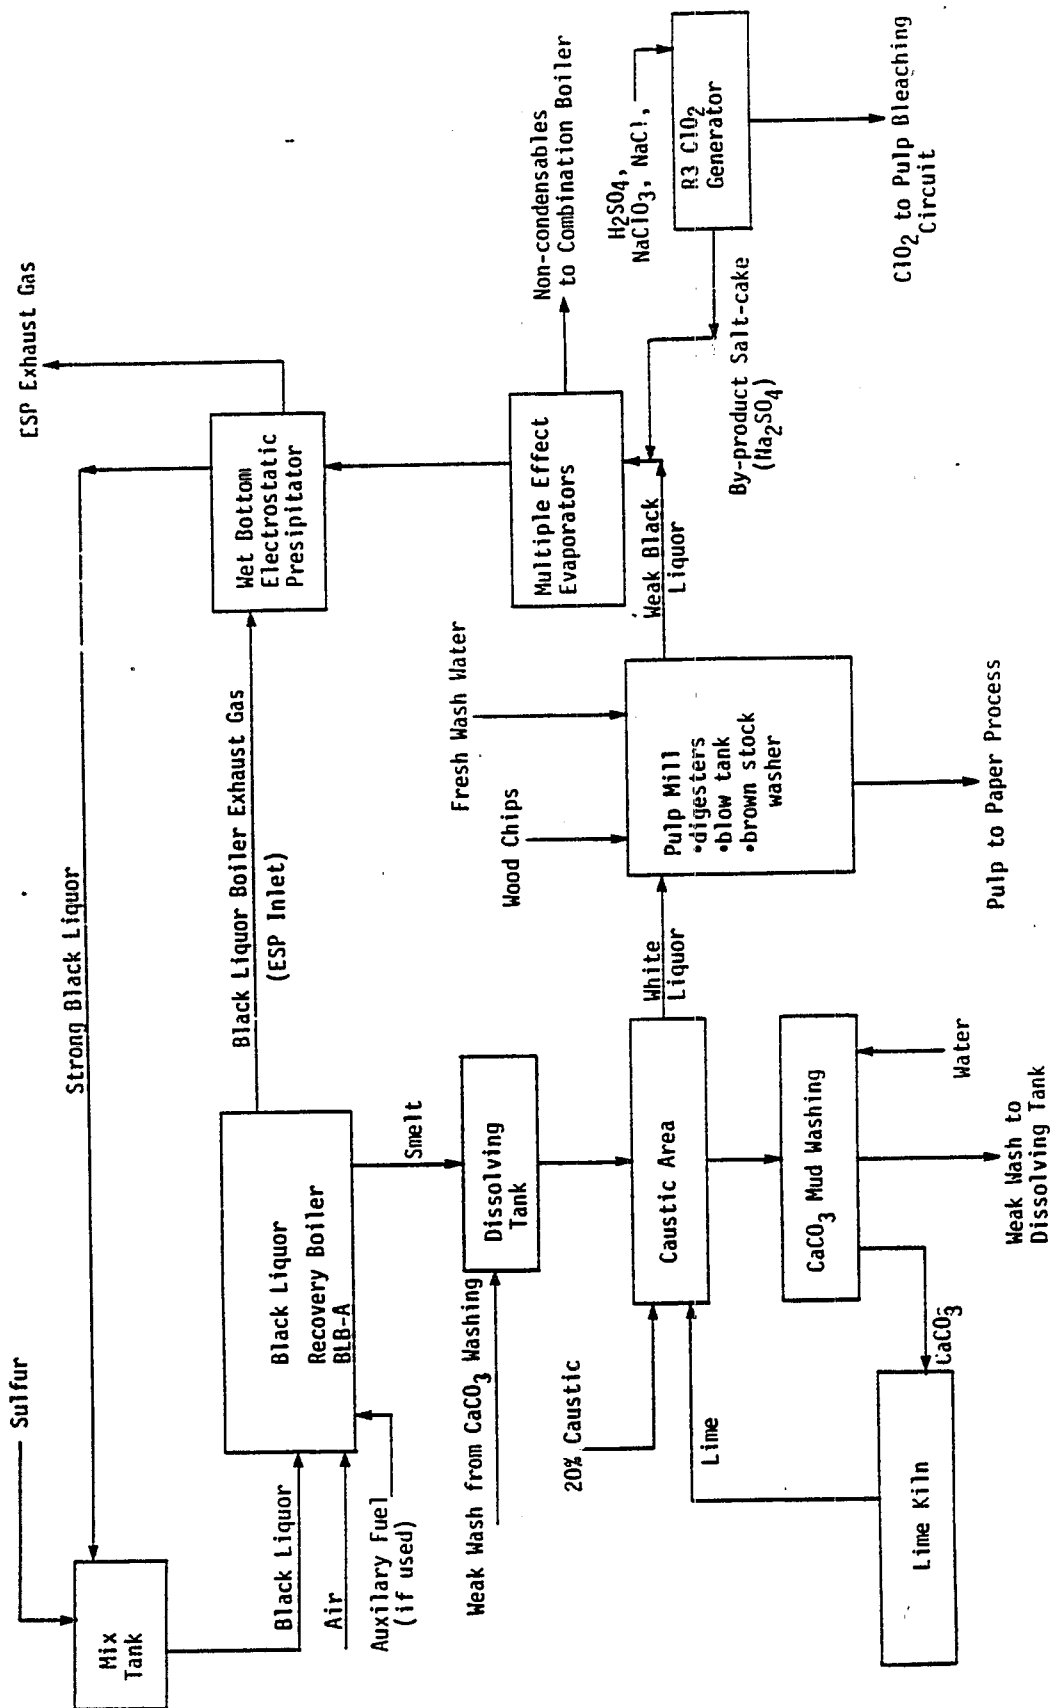 Sulfur
Mix
Tank
Strong Black Liquor
Black Liquor
Air
Auxilary Fuel
(if used)
Black Liquor
Recovery Boiler
BLB-A
Black Liquor Boiler Exhaust Gas
(ESP Inlet)
Wet Bottom
Electrostatic
Presipitator
ESP Exhaust Gas
Smelt
Weak Wash from CaCO3 Washing
Dissolving
Tank
20% Caustic
Lime
Caustic Area
White
Liquor
Wood Chips
Fresh Wash Water
Pulp Mill
•digesters
•blow tank
•brown stock
washer
Weak Black
Liquor
Multiple Effect
Evaporators
Non-condensables
to Combination Boiler
H2SO4,
NaClO3, NaCl,
R3 ClO2
Generator
By-product Salt-cake
(Na2SO4)
ClO2 to Pulp Bleaching
Circuit
Lime Kiln
CaCO3
CaCO3 Mud Washing
Water
Weak Wash to
Dissolving Tank
Pulp to Paper Process